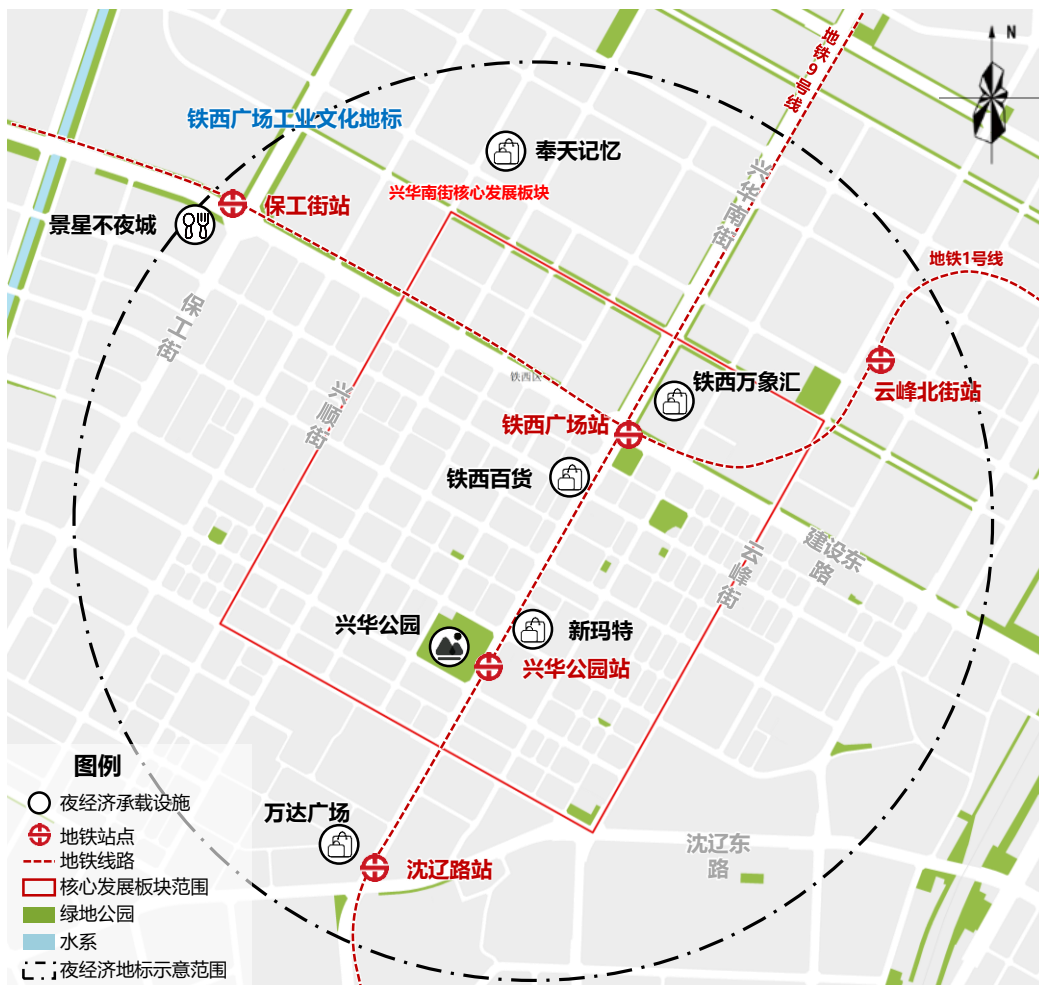 N
地铁9号线
铁西广场工业文化地标
奉天记忆
兴华南街
兴华南街核心发展板块
保工街站
景星不夜城
地铁1号线
保工街
铁西区
铁西万象汇
云峰北街站
兴顺街
铁西广场站
铁西百货
建设东
路
云峰街
兴华公园
新玛特
兴华公园站
图例
夜经济承载设施
地铁站点
地铁线路
核心发展板块范围
绿地公园
水系
夜经济地标示意范围
万达广场
沈辽东
路
沈辽路站